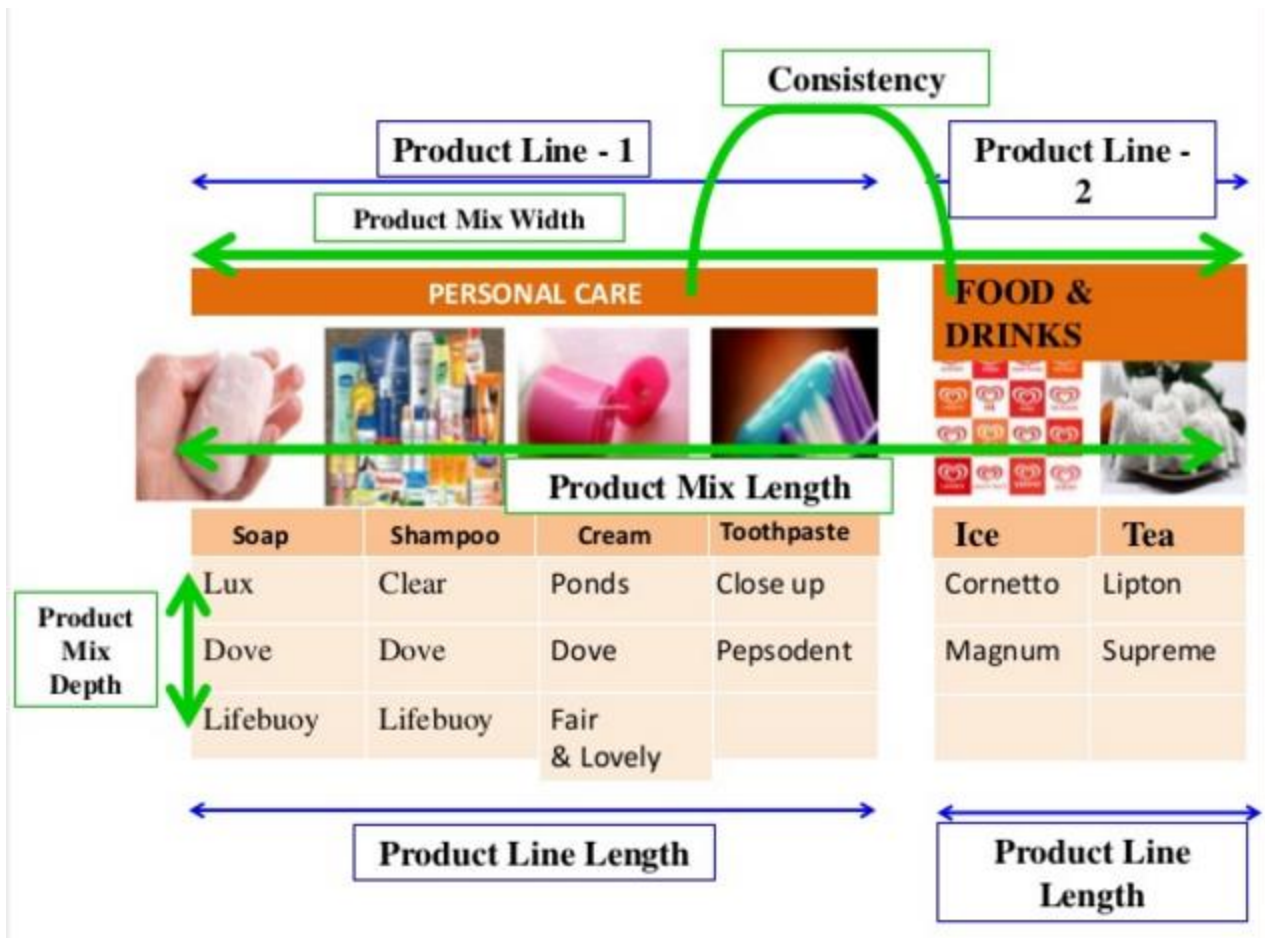 Consistency
Product Line - 1
Product Line -
2
Product Mix Width
PERSONAL CARE
FOOD &
DRINKS
Product Mix Length
Soap
Shampoo
Cream
Toothpaste
Ice
Tea
Product
Mix
Depth
Lux
Clear
Ponds
Close up
Cornetto
Lipton
Dove
Dove
Dove
Pepsodent
Magnum
Supreme
Lifebuoy
Lifebuoy
Fair
& Lovely
Product Line Length
Product Line
Length